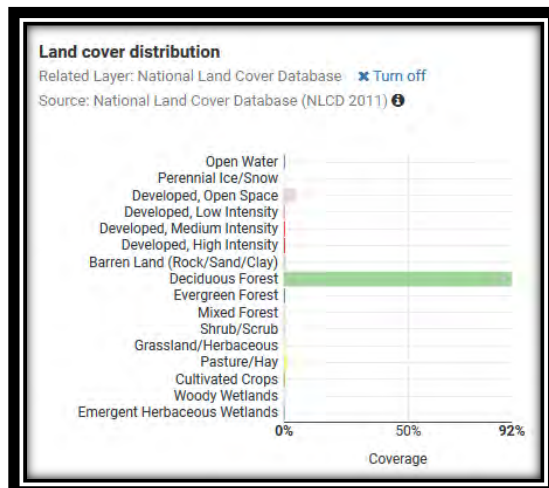 Land cover distribution
Related Layer: National Land Cover Database ✖ Turn off
Source: National Land Cover Database (NLCD 2011)
Open Water
Perennial Ice/Snow
Developed, Open Space
Developed, Low Intensity
Developed, Medium Intensity
Developed, High Intensity
Barren Land (Rock/Sand/Clay)
Deciduous Forest
Evergreen Forest
Mixed Forest
Shrub/Scrub
Grassland/Herbaceous
Pasture/Hay
Cultivated Crops
Woody Wetlands
Emergent Herbaceous Wetlands
0% 50% 92%
Coverage